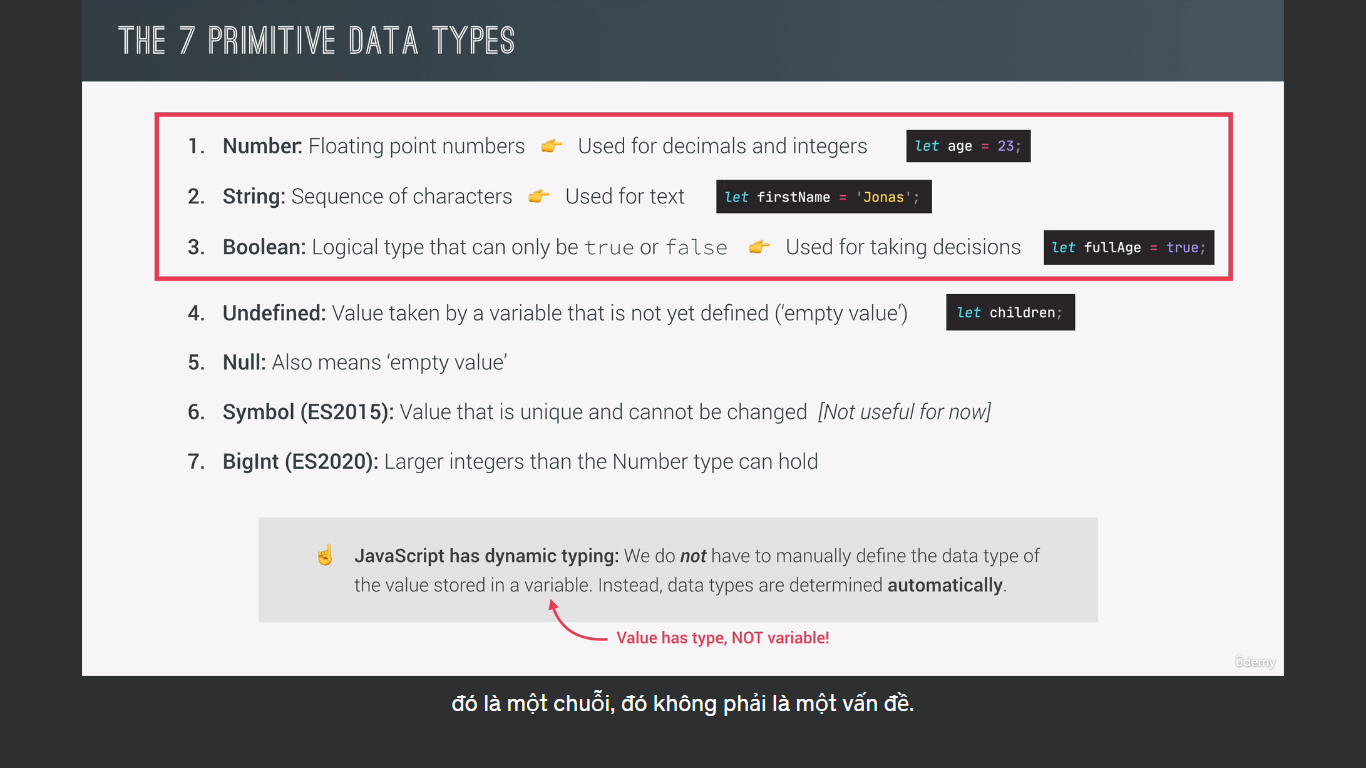 THE 7 PRIMITIVE DATA TYPES
1. Number: Floating point numbers 👉 Used for decimals and integers let age = 23;
2. String: Sequence of characters 👉 Used for text let firstName = 'Jonas';
3. Boolean: Logical type that can only be true or false 👉 Used for taking decisions let fullAge = true;
4. Undefined: Value taken by a variable that is not yet defined (‘empty value’) let children;
5. Null: Also means ‘empty value’
6. Symbol (ES2015): Value that is unique and cannot be changed [Not useful for now]
7. BigInt (ES2020): Larger integers than the Number type can hold
☝ JavaScript has dynamic typing: We do not have to manually define the data type of
the value stored in a variable. Instead, data types are determined automatically.
Value has type, NOT variable!
ûdemy
đó là một chuỗi, đó không phải là một vấn đề.